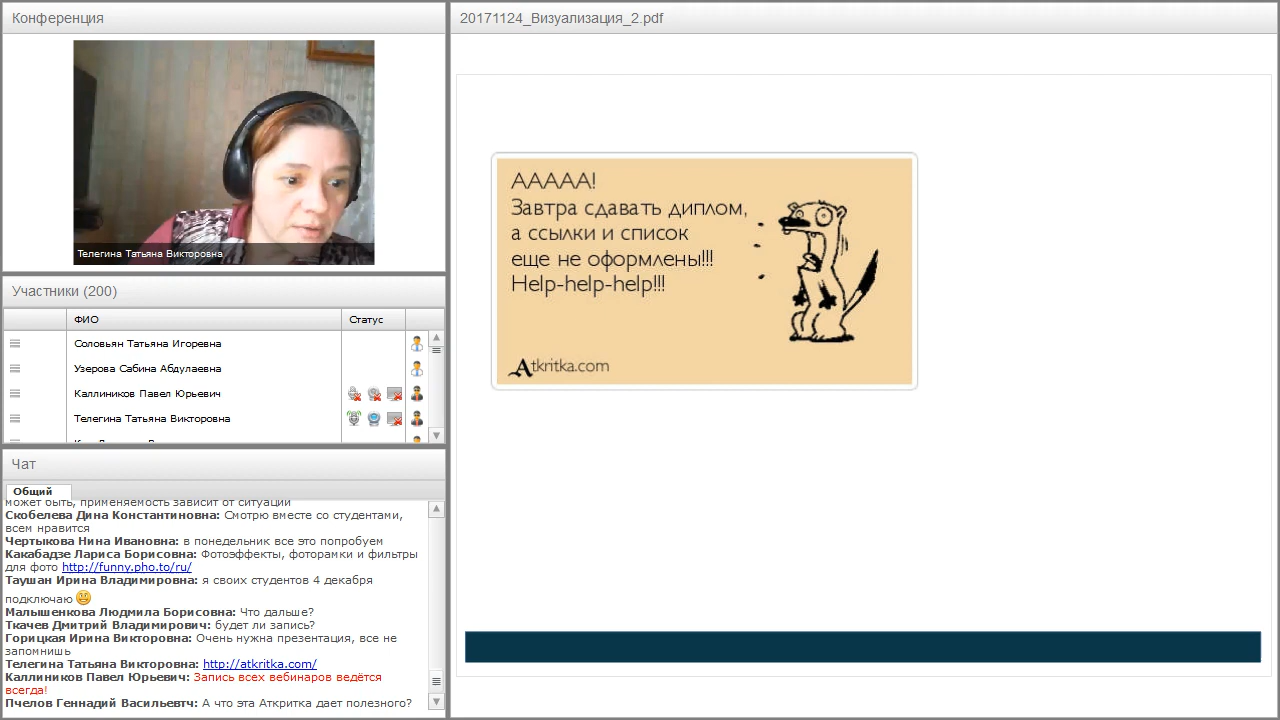 Конференция
Телегина Татьяна Викторовна
Участники (200)
ФИО
Статус
Соловьян Татьяна Игоревна
Узерова Сабина Абдулаевна
Каллиников Павел Юрьевич
Телегина Татьяна Викторовна
Чат
Общий
может быть, применяемость зависит от ситуации
Скобелева Дина Константиновна: Смотрю вместе со студентами,
всем нравится
Чертыкова Нина Ивановна: в понедельник все это попробуем
Какабадзе Лариса Борисовна: Фотоэффекты, фоторамки и фильтры
для фото http://funny.pho.to/ru/
Таушан Ирина Владимировна: я своих студентов 4 декабря
подключаю
Малышенкова Людмила Борисовна: Что дальше?
Ткачев Дмитрий Владимирович: будет ли запись?
Горицкая Ирина Викторовна: Очень нужна презентация, все не
запомнишь
Телегина Татьяна Викторовна: http://atkritka.com/
Каллиников Павел Юрьевич: Запись всех вебинаров ведётся
всегда!
Пчелов Геннадий Васильевтч: А что эта Аткритка дает полезного?
20171124_Визуализация_2.pdf
ААААА!
Завтра сдавать диплом,
а ссылки и список
еще не оформлены!!!
Help-help-help!!!
Atkritka.com